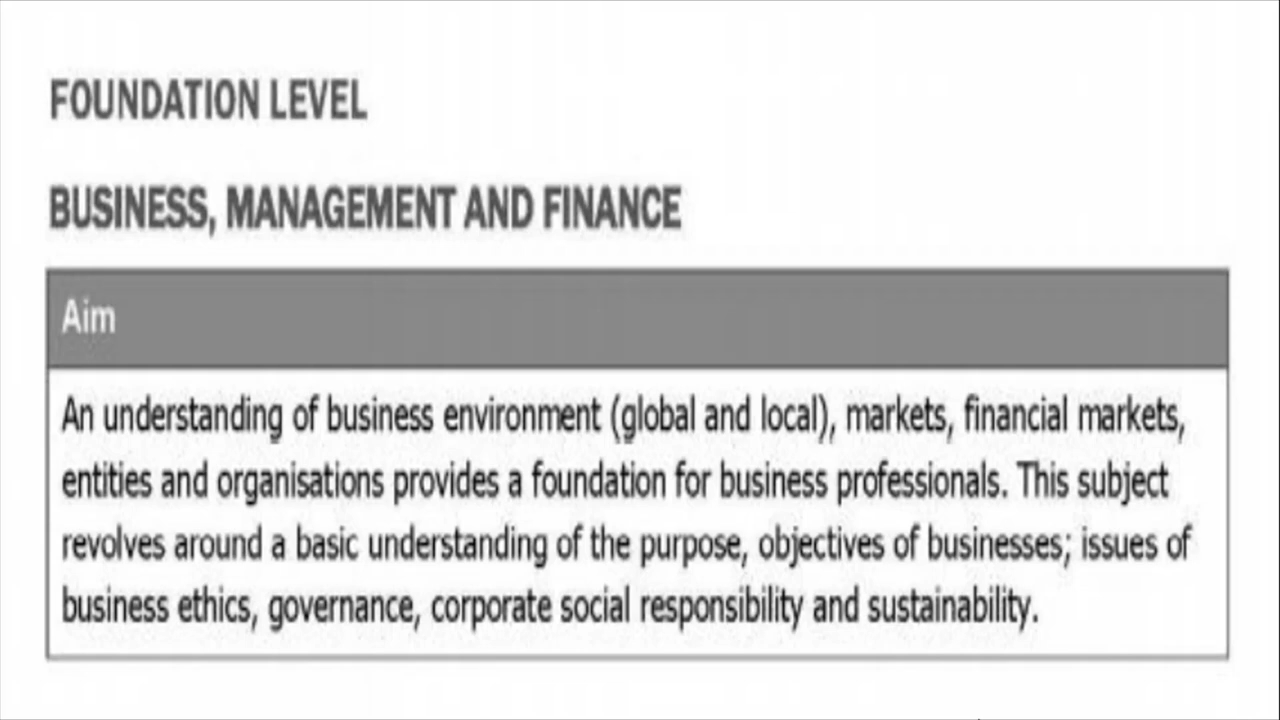 FOUNDATION LEVEL
BUSINESS, MANAGEMENT AND FINANCE
Aim
An understanding of business environment (global and local), markets, financial markets,
entities and organisations provides a foundation for business professionals. This subject
revolves around a basic understanding of the purpose, objectives of businesses; issues of
business ethics, governance, corporate social responsibility and sustainability.